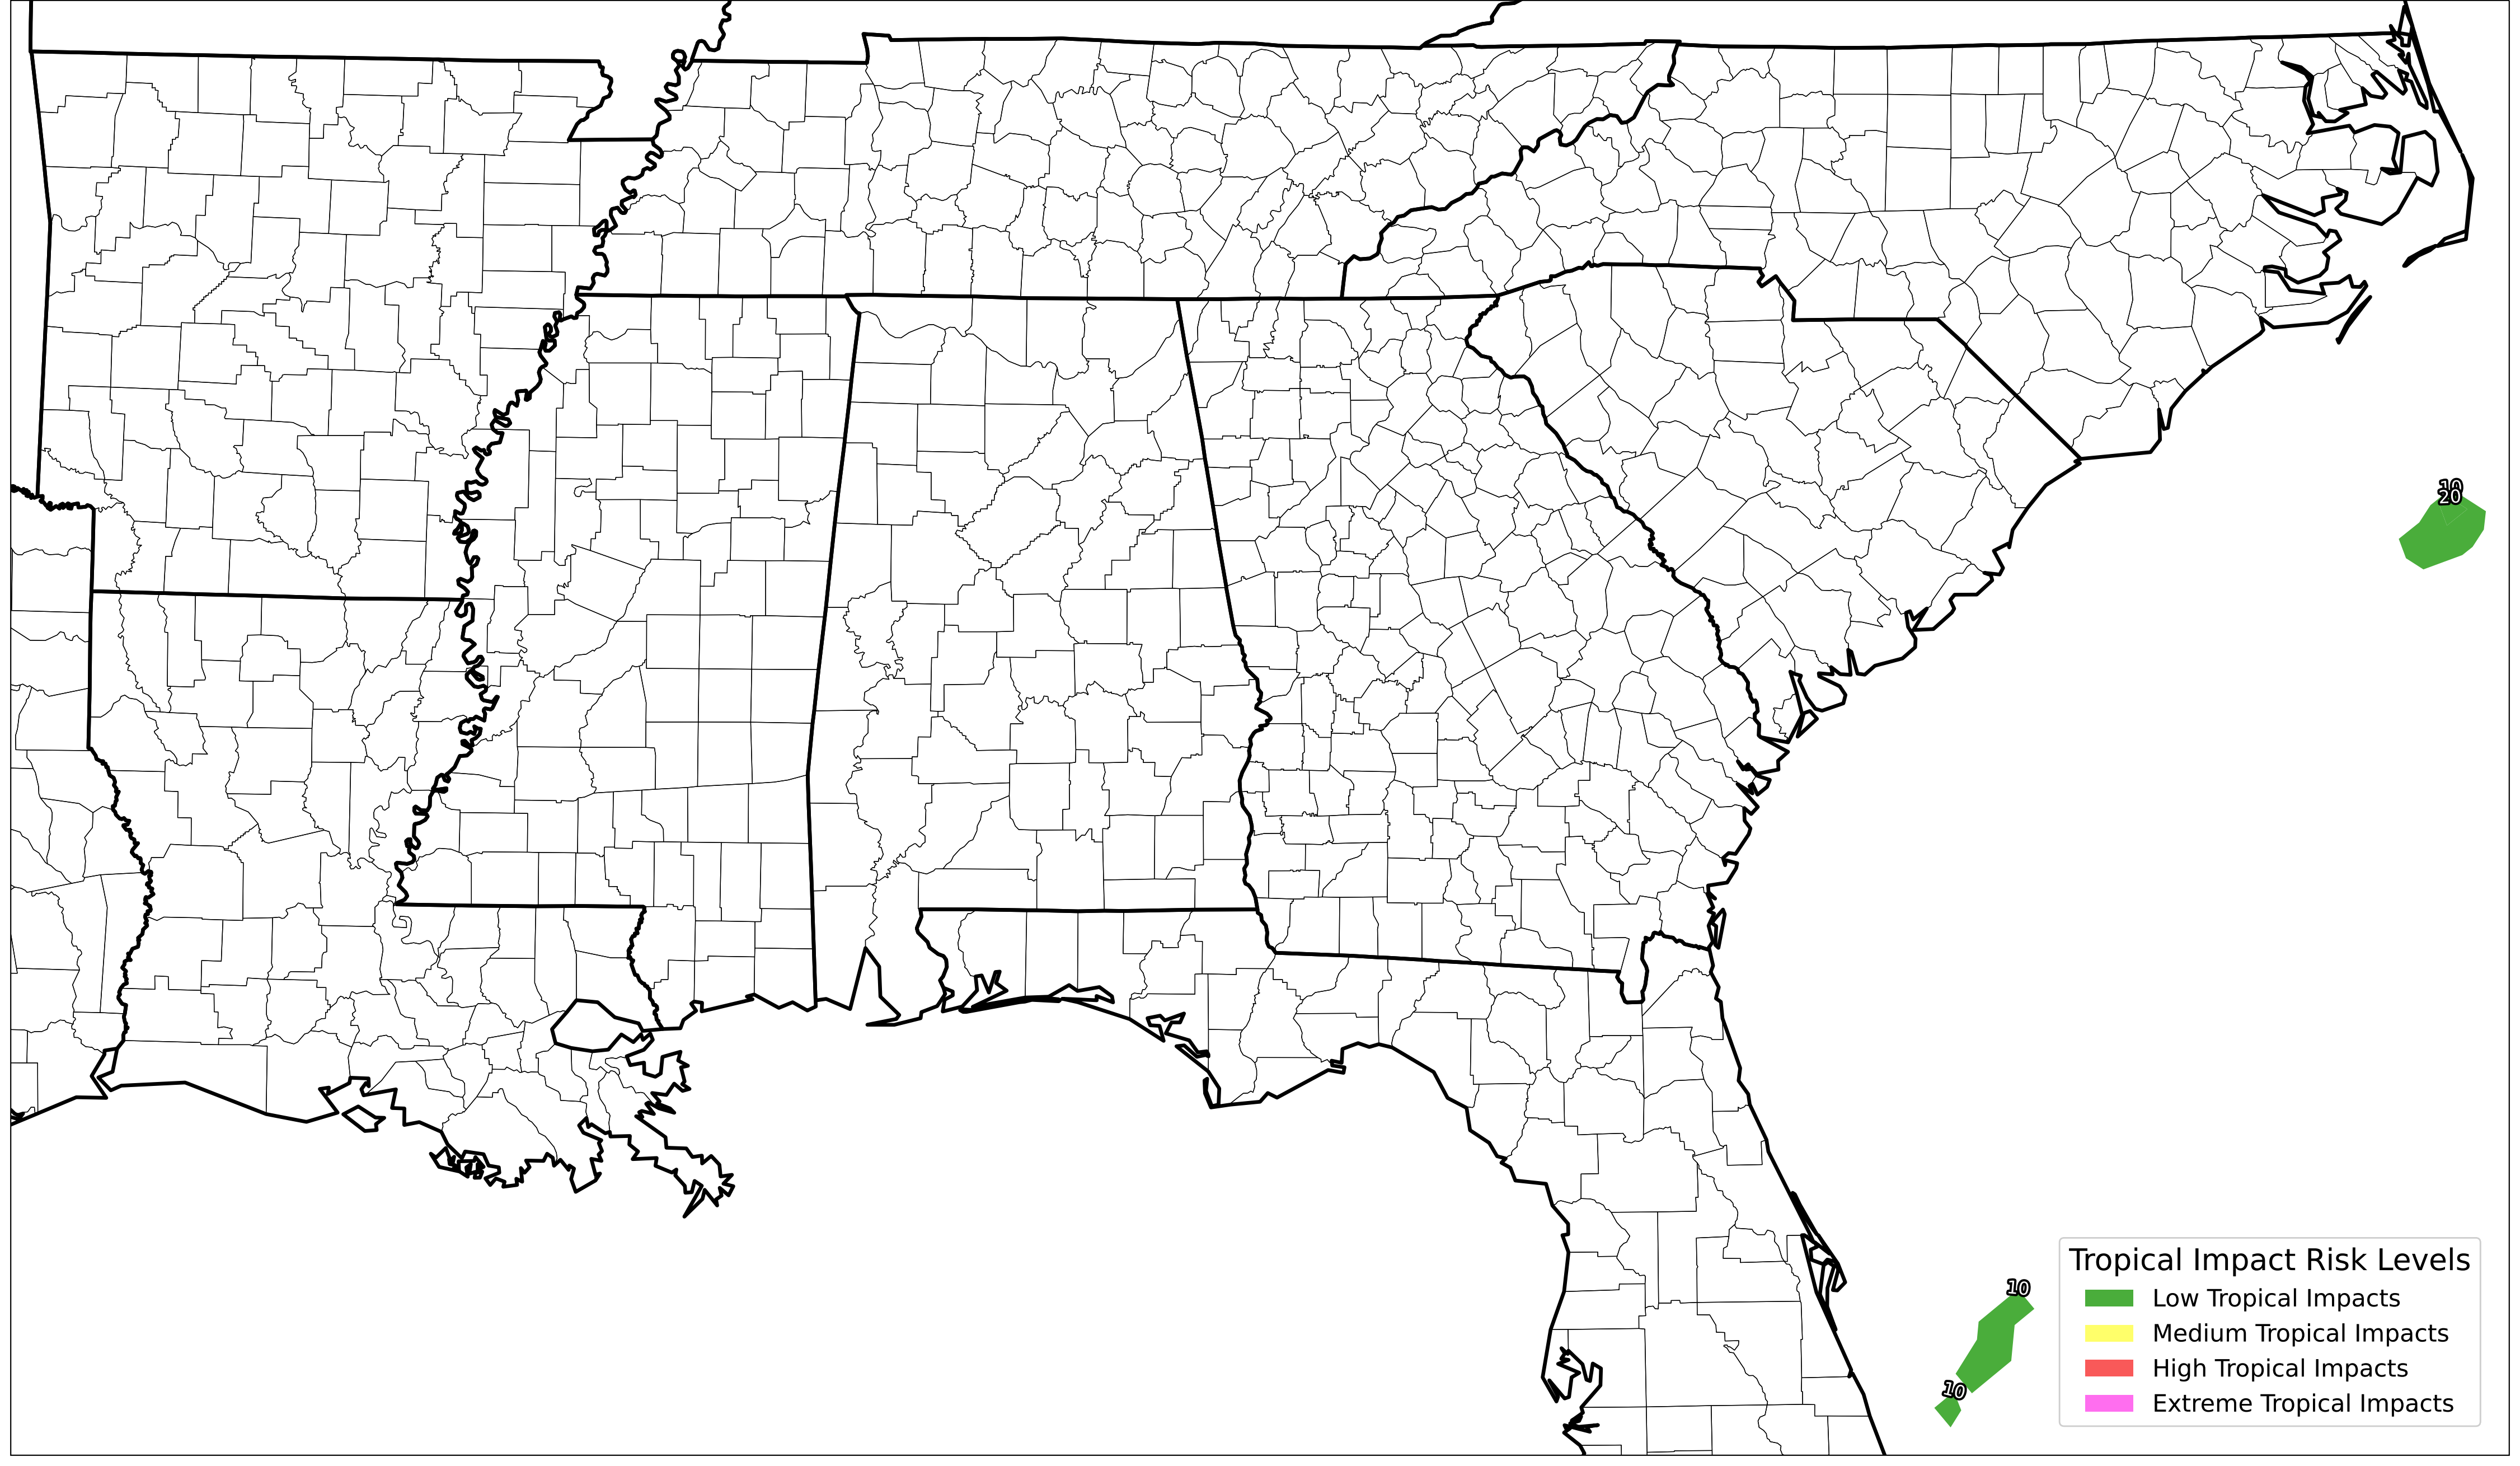 10
20
10
10
Tropical Impact Risk Levels
Low Tropical Impacts
Medium Tropical Impacts
High Tropical Impacts
Extreme Tropical Impacts